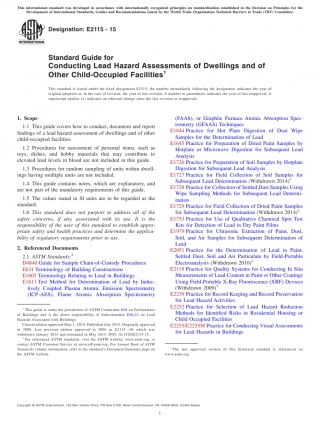 This international standard was developed in accordance with internationally recognized principles on standardization established in the Decision on Principles for the
Development of International Standards, Guides and Recommendations issued by the World Trade Organization Technical Barriers to Trade (TBT) Committee.
Designation: E2115 − 15
Standard Guide for
Conducting Lead Hazard Assessments of Dwellings and of
Other Child-Occupied Facilities1
This standard is issued under the fixed designation E2115; the number immediately following the designation indicates the year of
original adoption or, in the case of revision, the year of last revision. A number in parentheses indicates the year of last reapproval. A
superscript epsilon (ε) indicates an editorial change since the last revision or reapproval.
1. Scope
1.1 This guide covers how to conduct, document and report
findings of a lead hazard assessment of dwellings and of other
child-occupied facilities.
1.2 Procedures for assessment of personal items, such as
toys, dishes, and hobby materials that may contribute to
elevated lead levels in blood are not included in this guide.
1.3 Procedures for random sampling of units within dwell-
ings having multiple units are not included.
1.4 This guide contains notes, which are explanatory, and
are not part of the mandatory requirements of this guide.
1.5 The values stated in SI units are to be regarded as the
standard.
1.6 This standard does not purport to address all of the
safety concerns, if any, associated with its use. It is the
responsibility of the user of this standard to establish appro-
priate safety and health practices and determine the applica-
bility of regulatory requirements prior to use.
2. Referenced Documents
2.1 ASTM Standards:2
D4840 Guide for Sample Chain-of-Custody Procedures
E631 Terminology of Building Constructions
E1605 Terminology Relating to Lead in Buildings
E1613 Test Method for Determination of Lead by Induc-
tively Coupled Plasma Atomic Emission Spectrometry
(ICP-AES), Flame Atomic Absorption Spectrometry
1 This guide is under the jurisdiction of ASTM Committee E06 on Performance
of Buildings and is the direct responsibility of Subcommittee E06.23 on Lead
Hazards Associated with Buildings.
Current edition approved May 1, 2015. Published July 2015. Originally approved
in 2000. Last previous edition approved in 2006 as E2115 – 06 which was
withdrawn January 2015 and reinstated in May 2015. DOI: 10.1520/E2115-15.
2 For referenced ASTM standards, visit the ASTM website, www.astm.org, or
contact ASTM Customer Service at service@astm.org. For Annual Book of ASTM
Standards volume information, refer to the standard's Document Summary page on
the ASTM website.
(FAAS), or Graphite Furnace Atomic Absorption Spec-
trometry (GFAAS) Techniques
E1644 Practice for Hot Plate Digestion of Dust Wipe
Samples for the Determination of Lead
E1645 Practice for Preparation of Dried Paint Samples by
Hotplate or Microwave Digestion for Subsequent Lead
Analysis
E1726 Practice for Preparation of Soil Samples by Hotplate
Digestion for Subsequent Lead Analysis
E1727 Practice for Field Collection of Soil Samples for
Subsequent Lead Determination (Withdrawn 2014)3
E1728 Practice for Collection of Settled Dust Samples Using
Wipe Sampling Methods for Subsequent Lead Determi-
nation
E1729 Practice for Field Collection of Dried Paint Samples
for Subsequent Lead Determination (Withdrawn 2014)3
E1753 Practice for Use of Qualitative Chemical Spot Test
Kits for Detection of Lead in Dry Paint Films
E1979 Practice for Ultrasonic Extraction of Paint, Dust,
Soil, and Air Samples for Subsequent Determination of
Lead
E2051 Practice for the Determination of Lead in Paint,
Settled Dust, Soil and Air Particulate by Field-Portable
Electroanalysis (Withdrawn 2010)3
E2119 Practice for Quality Systems for Conducting In Situ
Measurements of Lead Content in Paint or Other Coatings
Using Field-Portable X-Ray Fluorescence (XRF) Devices
(Withdrawn 2009)3
E2239 Practice for Record Keeping and Record Preservation
for Lead Hazard Activities
E2252 Practice for Selection of Lead Hazard Reduction
Methods for Identified Risks in Residential Housing or
Child Occupied Facilities
E2255/E2255M Practice for Conducting Visual Assessments
for Lead Hazards in Buildings
3 The last approved version of this historical standard is referenced on
www.astm.org.
Copyright © ASTM International, 100 Barr Harbor Drive, PO Box C700, West Conshohocken, PA 19428-2959. United States
1